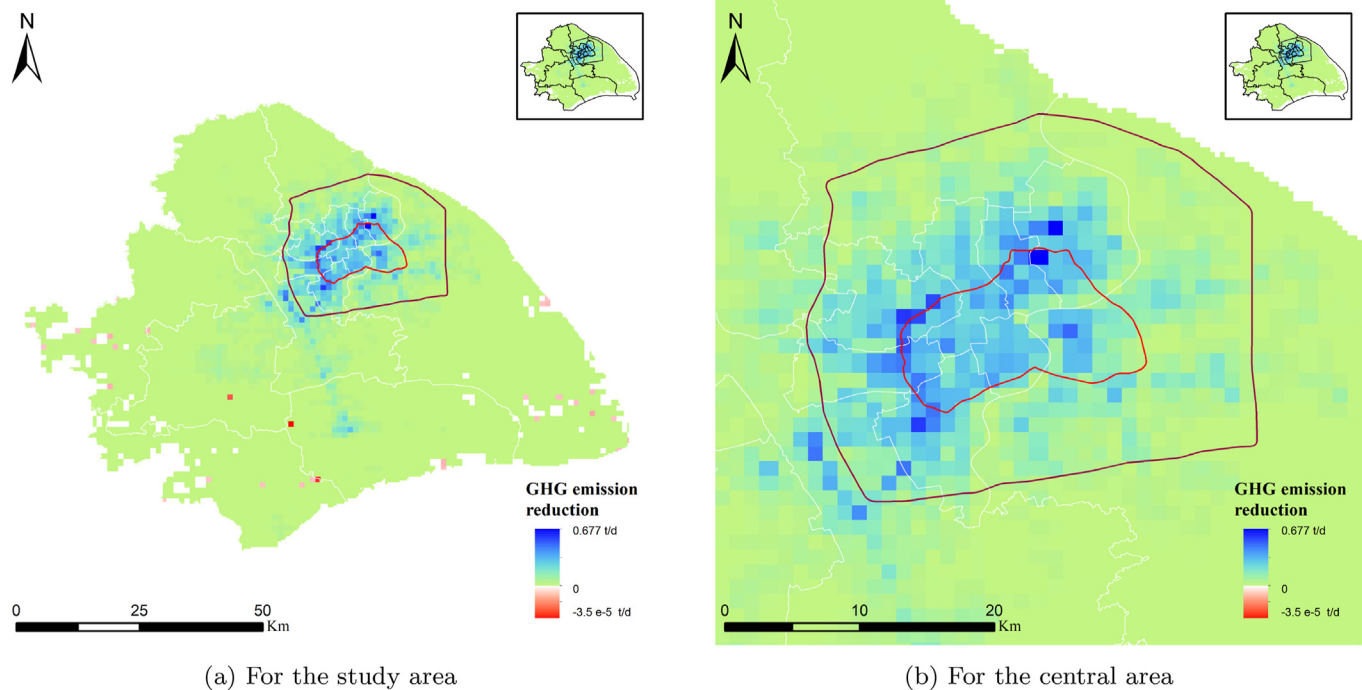 N
GHG emission
reduction
0.677 t/d
0
-3.5 e-5 t/d
0 25 50
Km
(a) For the study area
N
GHG emission
reduction
0.677 t/d
0
-3.5 e-5 t/d
0 10 20
Km
(b) For the central area